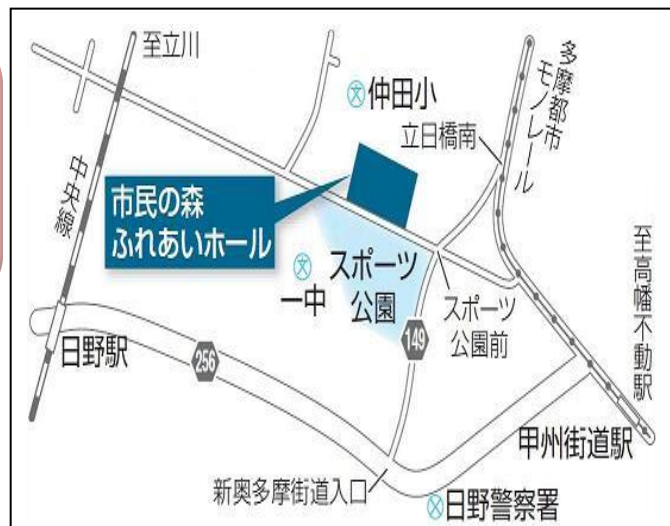 至立川
中央線
仲田小
立日橋南
多摩都市
モノレール
市民の森
ふれあいホール
一中
スポーツ
公園
スポーツ
公園前
至高幡不動駅
日野駅
256
149
甲州街道駅
新奥多摩街道入口
日野警察署